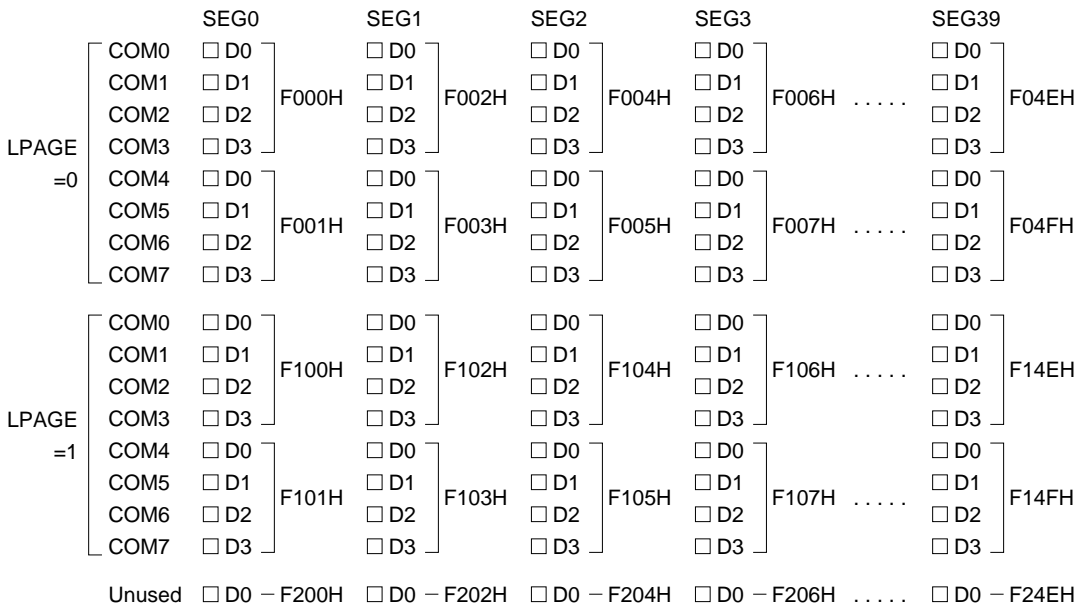 SEG0 SEG1 SEG2 SEG3 SEG39
COM0 □ D0 □ D0 □ D0 □ D0 □ D0
COM1 □ D1 □ D1 □ D1 □ D1 □ D1
F000H F002H F004H F006H ..... F04EH
COM2 □ D2 □ D2 □ D2 □ D2 □ D2
LPAGE COM3 □ D3 □ D3 □ D3 □ D3 □ D3
=0 COM4 □ D0 □ D0 □ D0 □ D0 □ D0
COM5 □ D1 □ D1 □ D1 □ D1 □ D1
F001H F003H F005H F007H ..... F04FH
COM6 □ D2 □ D2 □ D2 □ D2 □ D2
COM7 □ D3 □ D3 □ D3 □ D3 □ D3
COM0 □ D0 □ D0 □ D0 □ D0 □ D0
COM1 □ D1 □ D1 □ D1 □ D1 □ D1
F100H F102H F104H F106H ..... F14EH
COM2 □ D2 □ D2 □ D2 □ D2 □ D2
LPAGE COM3 □ D3 □ D3 □ D3 □ D3 □ D3
=1 COM4 □ D0 □ D0 □ D0 □ D0 □ D0
COM5 □ D1 □ D1 □ D1 □ D1 □ D1
F101H F103H F105H F107H ..... F14FH
COM6 □ D2 □ D2 □ D2 □ D2 □ D2
COM7 □ D3 □ D3 □ D3 □ D3 □ D3
Unused □ D0 – F200H □ D0 – F202H □ D0 – F204H □ D0 – F206H ..... □ D0 – F24EH